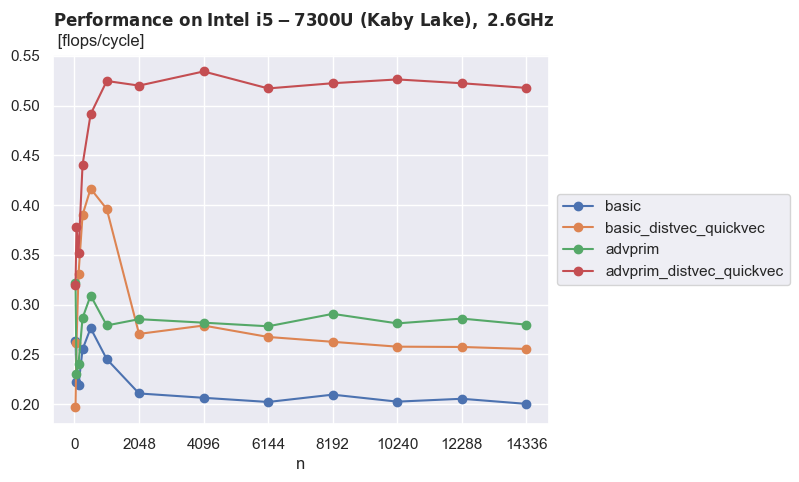 Performance on Intel i5 − 7300U (Kaby Lake), 2.6GHz
[flops/cycle]
0.55
0.50
0.45
0.40
0.35
0.30
0.25
0.20
0 2048 4096 6144 8192 10240 12288 14336
n
basic
basic_distvec_quickvec
advprim
advprim_distvec_quickvec